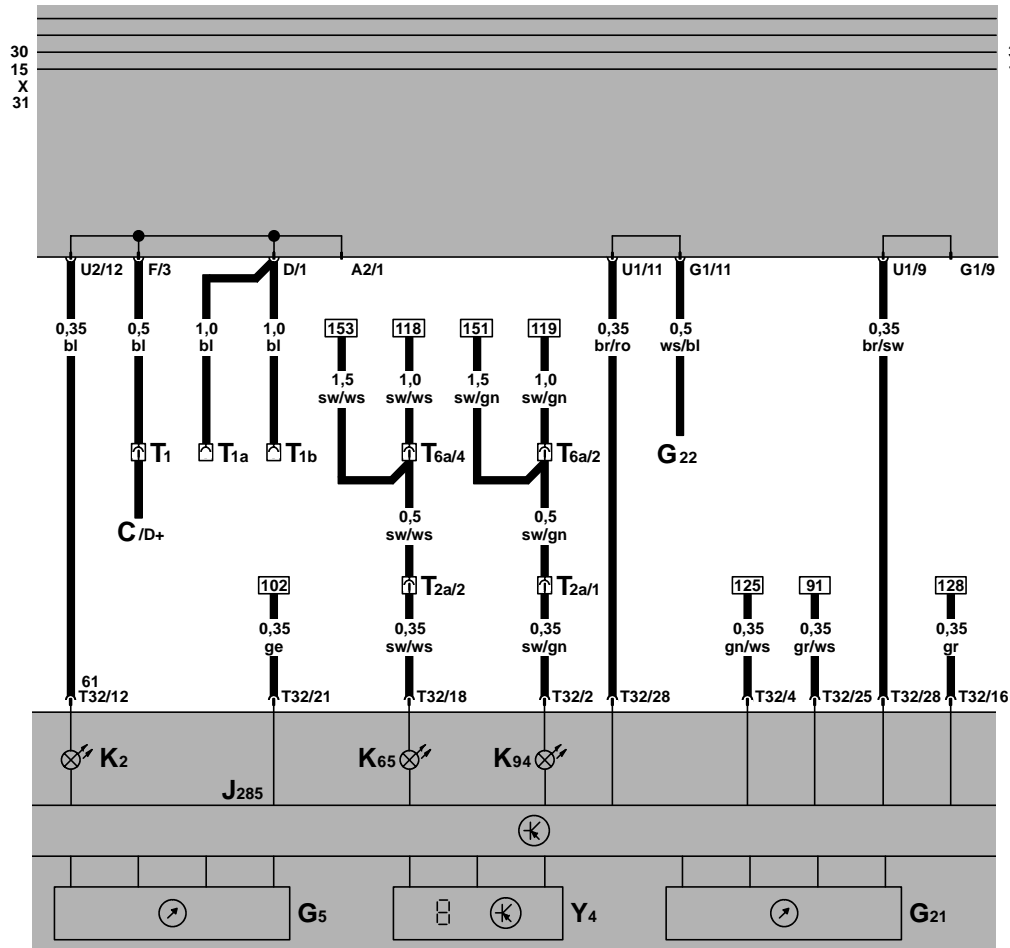 30
15
X
31
U2/12 F/3 D/1 A2/1 U1/11 G1/11 U1/9 G1/9
0,35 0,5 1,0 1,0 153 118 151 119 0,35 0,5 0,35
bl bl bl bl br/ro ws/bl br/sw
1,5 1,0 1,5 1,0
sw/ws sw/ws sw/gn sw/gn
T1 T1a T1b T6a/4 T6a/2 G22
0,5 0,5
sw/ws sw/gn
C/D+
102 T2a/2 T2a/1 125 91 128
0,35 0,35 0,35 0,35 0,35 0,35
ge sw/ws sw/gn gn/ws gr/ws gr
61
T32/12 T32/21 T32/18 T32/2 T32/28 T32/4 T32/25 T32/28 T32/16
K2 K65 K94
J285
G5 8 Y4 G21